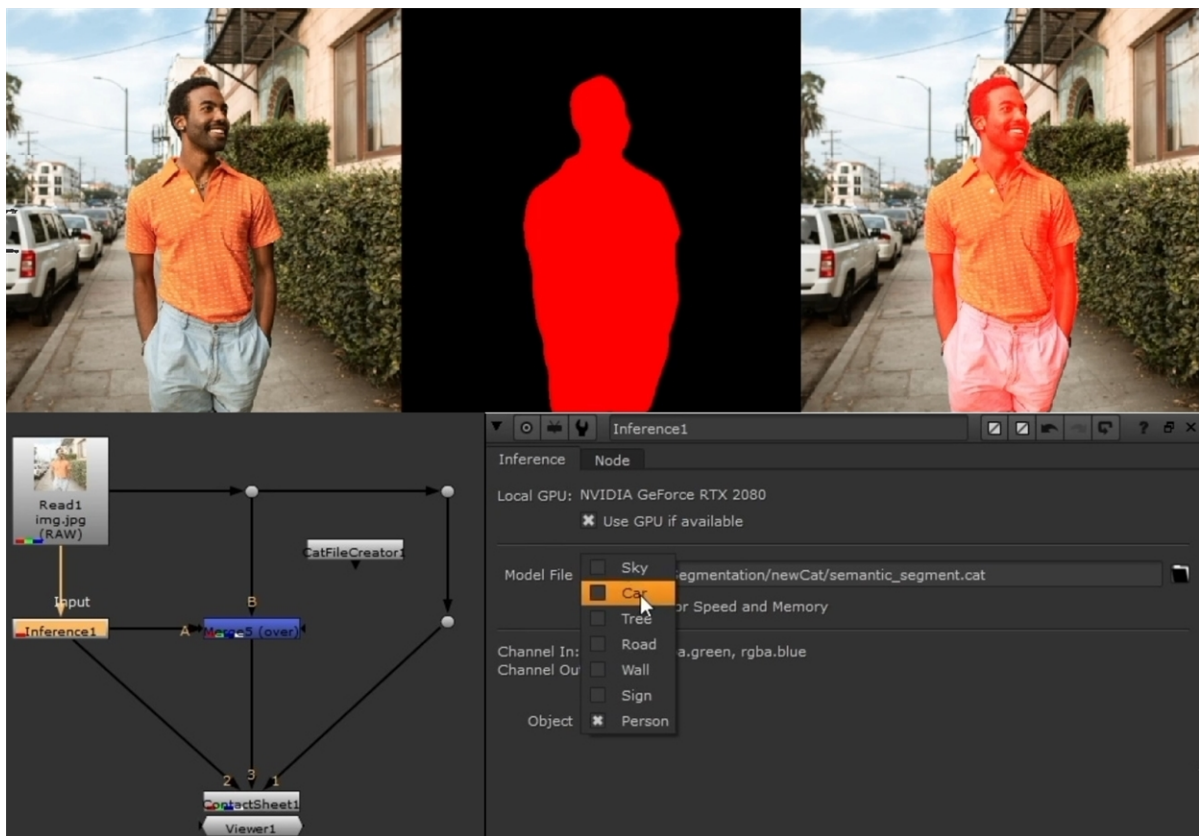 Read1
img.jpg
(RAW)
Input
Inference1
A
B
Merge5 (over)
CatFileCreator1
2
3
1
ContactSheet1
Viewer1
Inference1
?
Inference
Node
Local GPU: NVIDIA GeForce RTX 2080
Use GPU if available
Model File
egmentation/newCat/semantic_segment.cat
or Speed and Memory
Channel In:
a.green, rgba.blue
Channel Ou
Object
Sky
Car
Tree
Road
Wall
Sign
Person